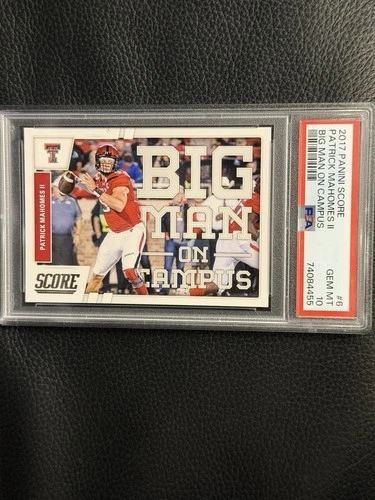 BIG
MAN
ON
CAMPUS
PATRICK MAHOMES II
SCORE
2017 PANINI SCORE #6
PATRICK MAHOMES II GEM MT
BIG MAN ON CAMPUS 10
PSA 74084455